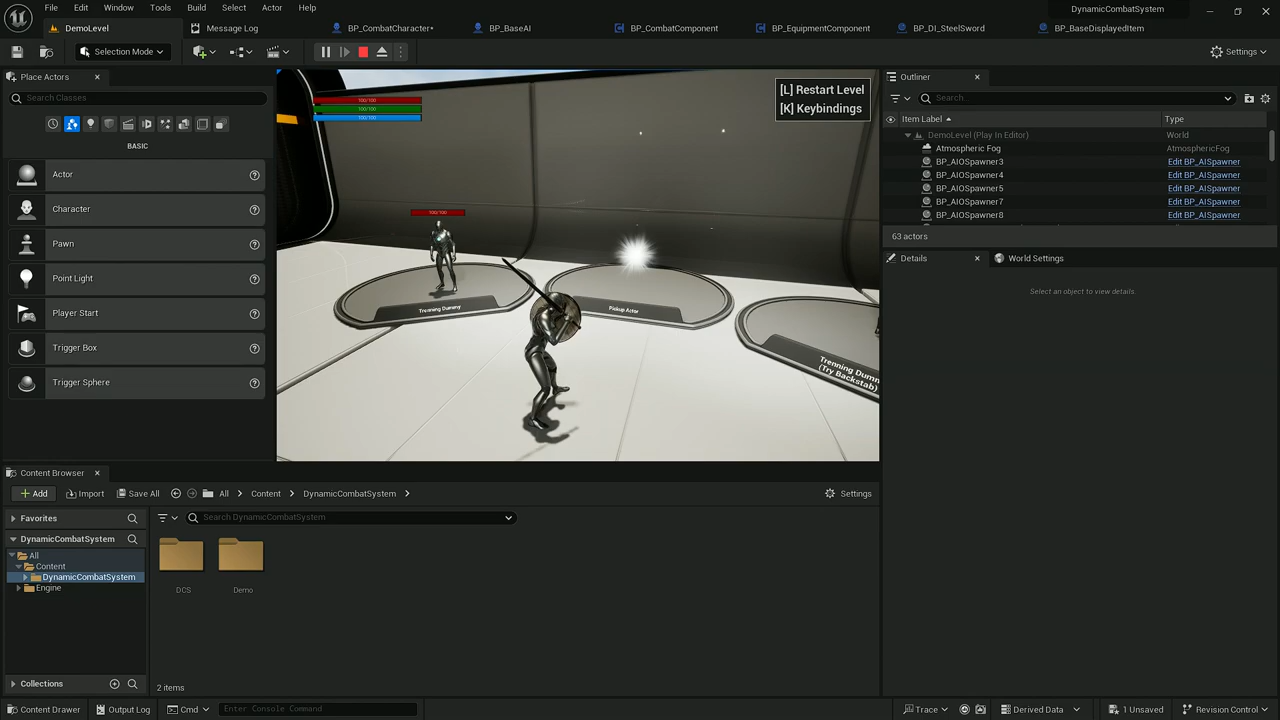 File Edit Window Tools Build Select Actor Help
DynamicCombatSystem
DemoLevel Message Log BP_CombatCharacter* BP_BaseAI BP_CombatComponent BP_EquipmentComponent BP_DI_SteelSword BP_BaseDisplayedItem
Selection Mode
Settings
Place Actors
Search Classes
BASIC
Actor
Character
Pawn
Point Light
Player Start
Trigger Box
Trigger Sphere
100/100
100/100
100/100
[L] Restart Level
[K] Keybindings
100/100
Treaning Dummy
Pickup Actor
Trenning Dumm
(Try Backstab)
Outliner
Search...
Item Label Type
DemoLevel (Play In Editor) World
Atmospheric Fog AtmosphericFog
BP_AIOSpawner3 Edit BP_AISpawner
BP_AIOSpawner4 Edit BP_AISpawner
BP_AIOSpawner5 Edit BP_AISpawner
BP_AIOSpawner7 Edit BP_AISpawner
BP_AIOSpawner8 Edit BP_AISpawner
63 actors
Details World Settings
Select an object to view details.
Content Browser
Add Import Save All All Content DynamicCombatSystem Settings
Favorites
Search DynamicCombatSystem
DynamicCombatSystem
All
Content
DynamicCombatSystem
Engine
DCS Demo
Collections
2 items
Content Drawer Output Log Cmd Enter Console Command Trace Derived Data 1 Unsaved Revision Control